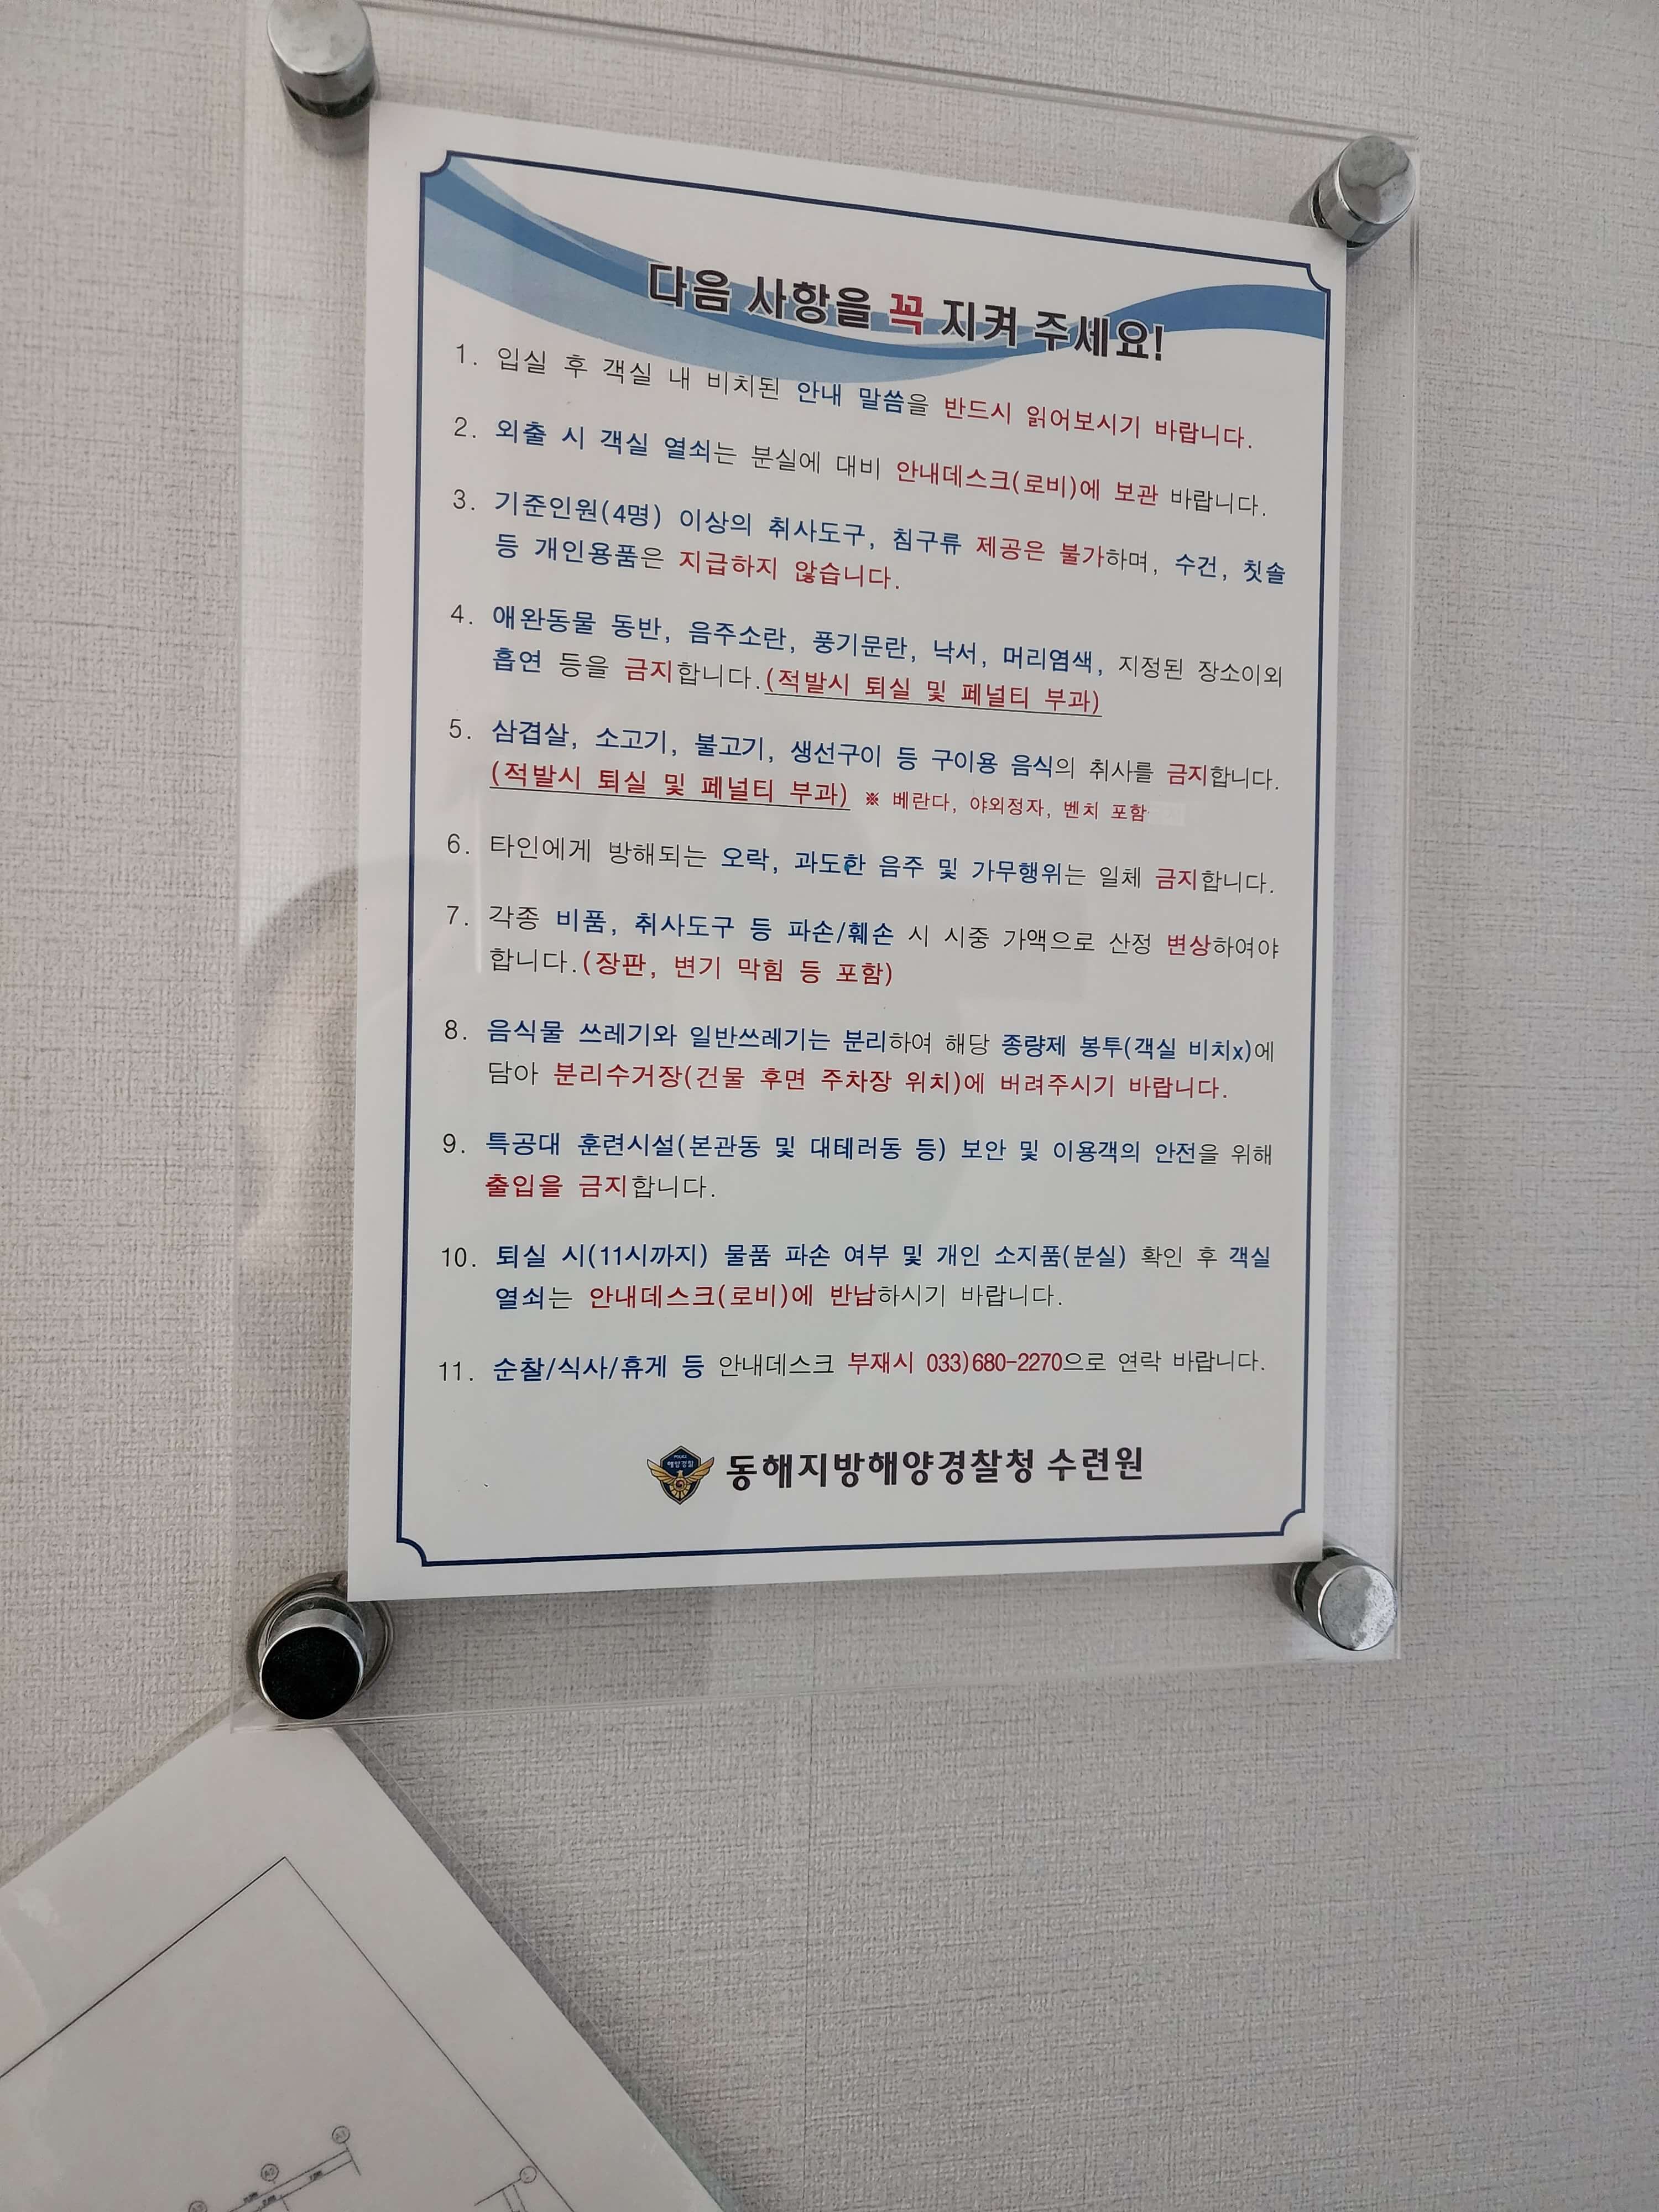 다음 사항을 꼭 지켜 주세요!
1. 입실 후 객실 내 비치된 안내 말씀을 반드시 읽어보시기 바랍니다.
2. 외출 시 객실 열쇠는 분실에 대비 안내데스크(로비)에 보관 바랍니다.
3. 기준인원(4명) 이상의 취사도구, 침구류 제공은 불가하며, 수건, 칫솔
등 개인용품은 지급하지 않습니다.
4. 애완동물 동반, 음주소란, 풍기문란, 낙서, 머리염색, 지정된 장소이외
흡연 등을 금지합니다.(적발시 퇴실 및 페널티 부과)
5. 삼겹살, 소고기, 불고기, 생선구이 등 구이용 음식의 취사를 금지합니다.
(적발시 퇴실 및 페널티 부과) ※ 베란다, 야외정자, 벤치 포함
6. 타인에게 방해되는 오락, 과도한 음주 및 가무행위는 일체 금지합니다.
7. 각종 비품, 취사도구 등 파손/훼손 시 시중 가액으로 산정 변상하여야
합니다.(장판, 변기 막힘 등 포함)
8. 음식물 쓰레기와 일반쓰레기는 분리하여 해당 종량제 봉투(객실 비치x)에
담아 분리수거장(건물 후면 주차장 위치)에 버려주시기 바랍니다.
9. 특공대 훈련시설(본관동 및 대테러동 등) 보안 및 이용객의 안전을 위해
출입을 금지합니다.
10. 퇴실 시(11시까지) 물품 파손 여부 및 개인 소지품(분실) 확인 후 객실
열쇠는 안내데스크(로비)에 반납하시기 바랍니다.
11. 순찰/식사/휴게 등 안내데스크 부재시 033)680-2270으로 연락 바랍니다.
POLICE
해양경찰
동해지방해양경찰청 수련원